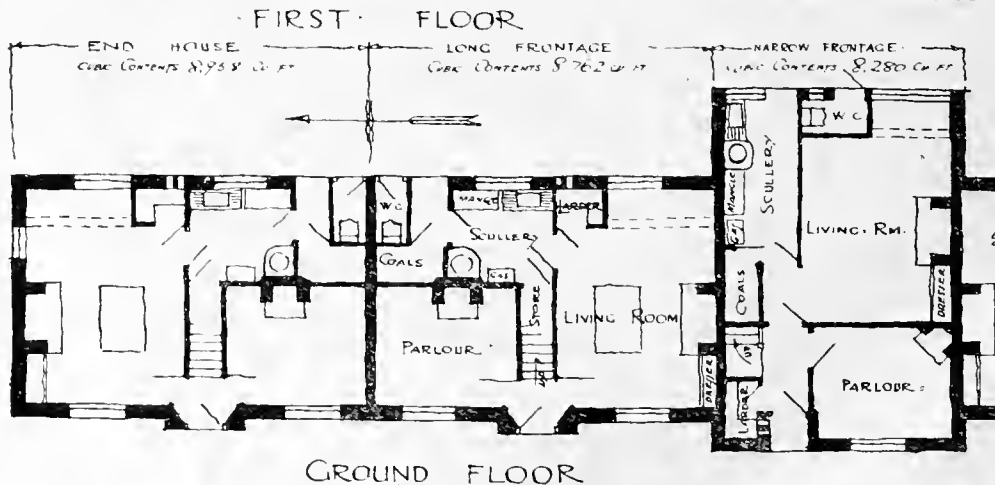 · FIRST · FLOOR
END HOUSE
CUBIC CONTENTS 8,958 CU FT
LONG FRONTAGE
CUBIC CONTENTS 8 762 CU FT
NARROW FRONTAGE ·
CUBIC CONTENTS 8,280 CU FT
W.C
SCULLERY
MANGLE
LIVING. RM.
COALS
DRESSER
UP
PARLOUR
LARDER
W.C
MANGE
LARDER
SCULLERY
COALS
GAS
STORE
LIVING ROOM
PARLOUR
UP
DRESSER
GROUND FLOOR